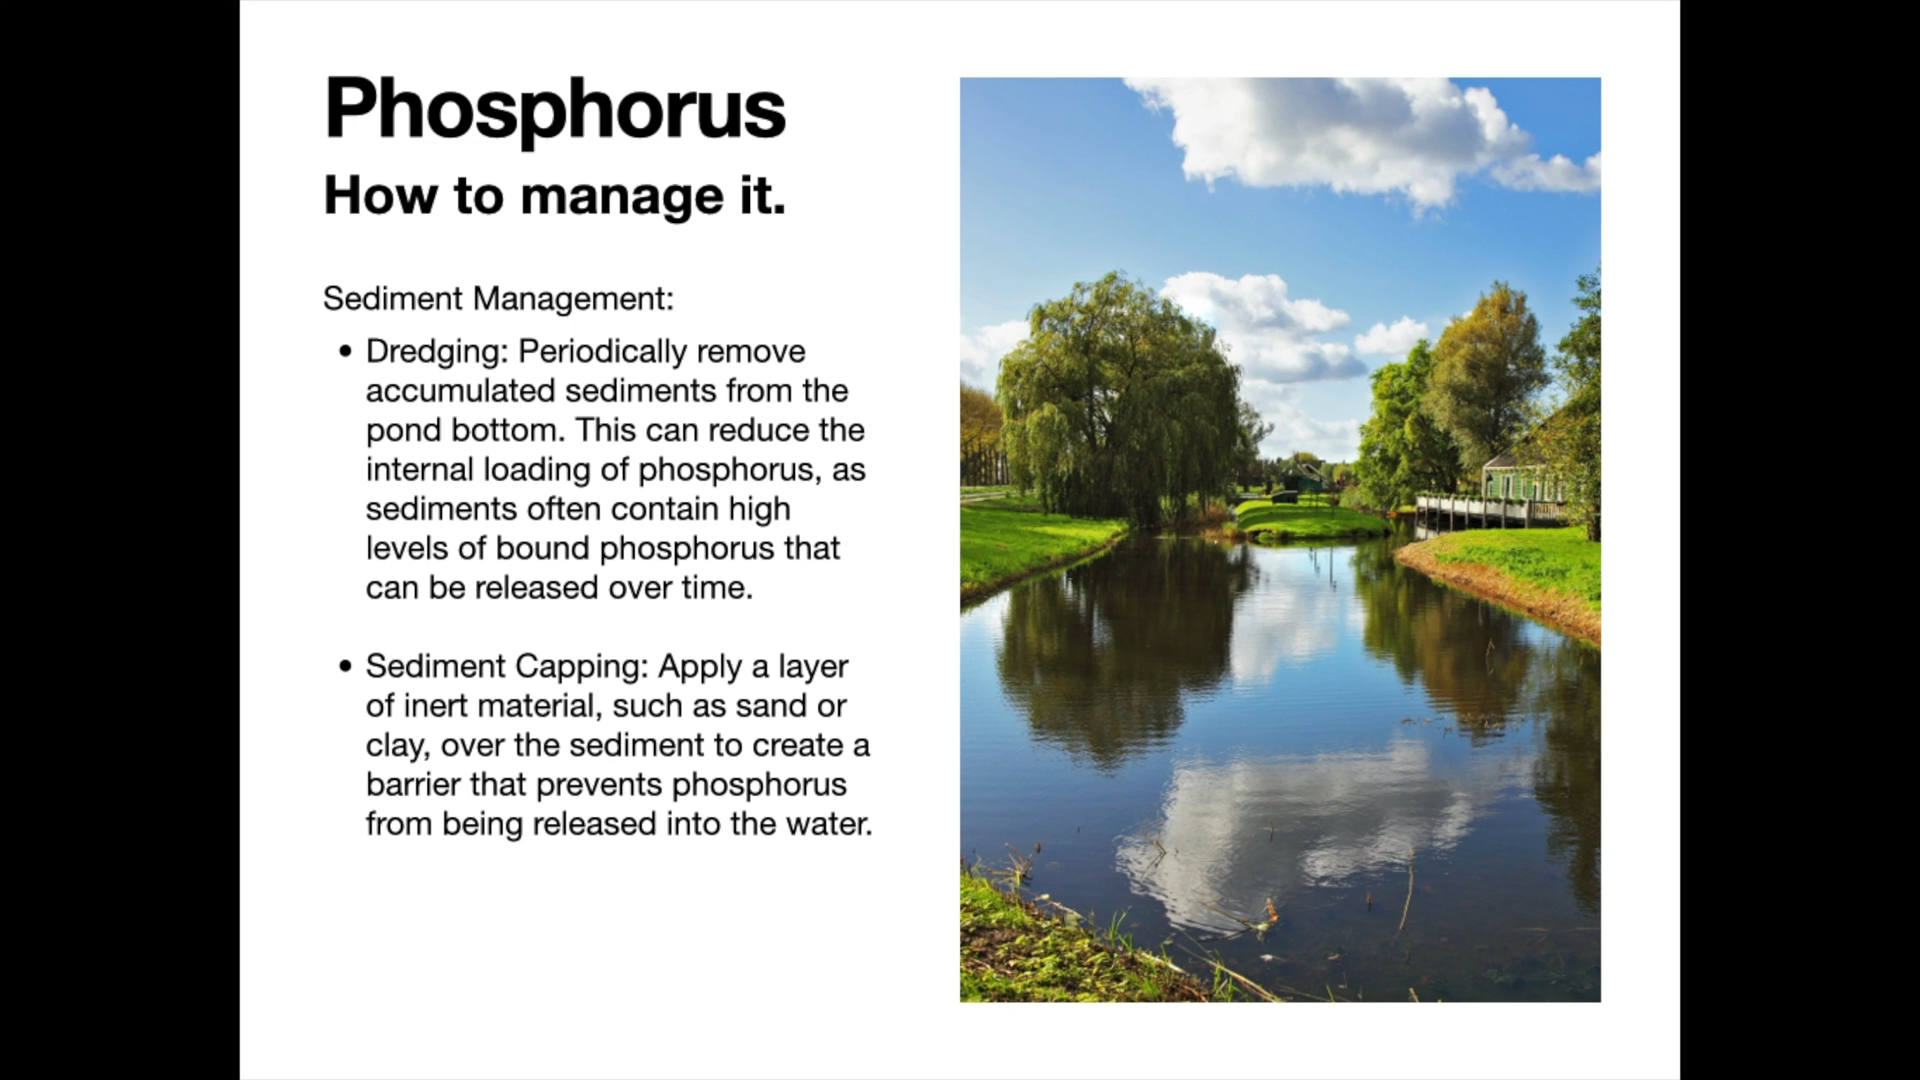 Phosphorus
How to manage it.
Sediment Management:
• Dredging: Periodically remove
accumulated sediments from the
pond bottom. This can reduce the
internal loading of phosphorus, as
sediments often contain high
levels of bound phosphorus that
can be released over time.
• Sediment Capping: Apply a layer
of inert material, such as sand or
clay, over the sediment to create a
barrier that prevents phosphorus
from being released into the water.